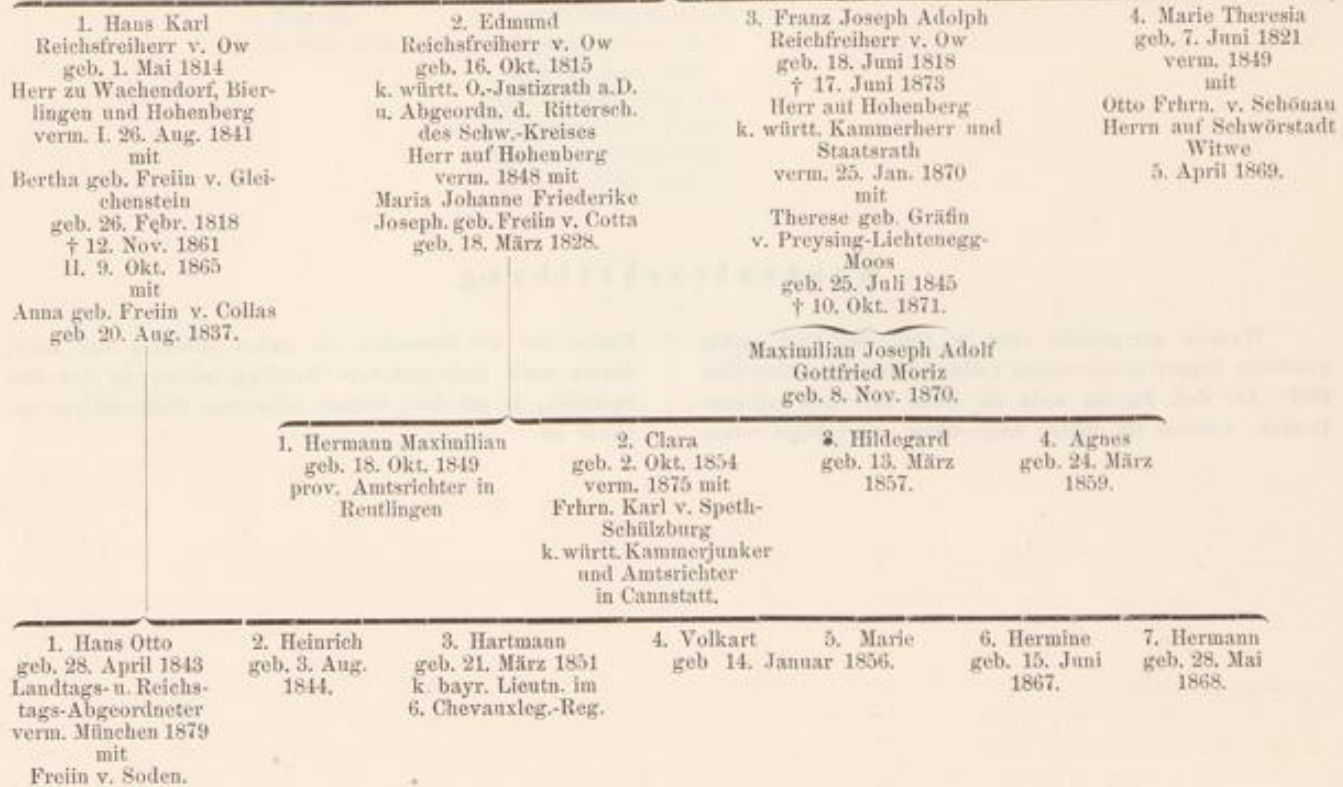 1. Hans Karl
Reichsfreiherr v. Ow
geb. 1. Mai 1814
Herr zu Wachendorf, Bier-
lingen und Hohenberg
verm. I. 26. Aug. 1841
mit
Bertha geb. Freiin v. Glei-
chenstein
geb. 26. Febr. 1818
† 12. Nov. 1861
II. 9. Okt. 1865
mit
Anna geb. Freiin v. Collas
geb 20. Aug. 1837.
2. Edmund
Reichsfreiherr v. Ow
geb. 16. Okt. 1815
k. württ. O.-Justizrath a.D.
u. Abgeordn. d. Rittersch.
des Schw.-Kreises
Herr auf Hohenberg
verm. 1848 mit
Maria Johanne Friederike
Joseph. geb. Freiin v. Cotta
geb. 18. März 1828.
3. Franz Joseph Adolph
Reichfreiherr v. Ow
geb. 18. Juni 1818
† 17. Juni 1873
Herr auf Hohenberg
k. württ. Kammerherr und
Staatsrath
verm. 25. Jan. 1870
mit
Therese geb. Gräfin
v. Preysing-Lichtenegg-
Moos
geb. 25. Juli 1845
† 10. Okt. 1871.
Maximilian Joseph Adolf
Gottfried Moriz
geb. 8. Nov. 1870.
4. Marie Theresia
geb. 7. Juni 1821
verm. 1849
mit
Otto Frhrn. v. Schönau
Herrn auf Schwörstadt
Witwe
5. April 1869.
1. Hermann Maximilian
geb. 18. Okt. 1849
prov. Amtsrichter in
Reutlingen
2. Clara
geb. 2. Okt. 1854
verm. 1875 mit
Frhrn. Karl v. Speth-
Schülzburg
k. württ. Kammerjunker
und Amtsrichter
in Cannstatt.
3. Hildegard
geb. 13. März
1857.
4. Agnes
geb. 24. März
1859.
1. Hans Otto
geb. 28. April 1843
Landtags- u. Reichs-
tags-Abgeordneter
verm. München 1879
mit
Freiin v. Soden.
2. Heinrich
geb. 3. Aug.
1844.
3. Hartmann
geb. 21. März 1851
k. bayr. Lieutn. im
6. Chevauxleg.-Reg.
4. Volkart 5. Marie
geb 14. Januar 1856.
6. Hermine
geb. 15. Juni
1867.
7. Hermann
geb. 28. Mai
1868.